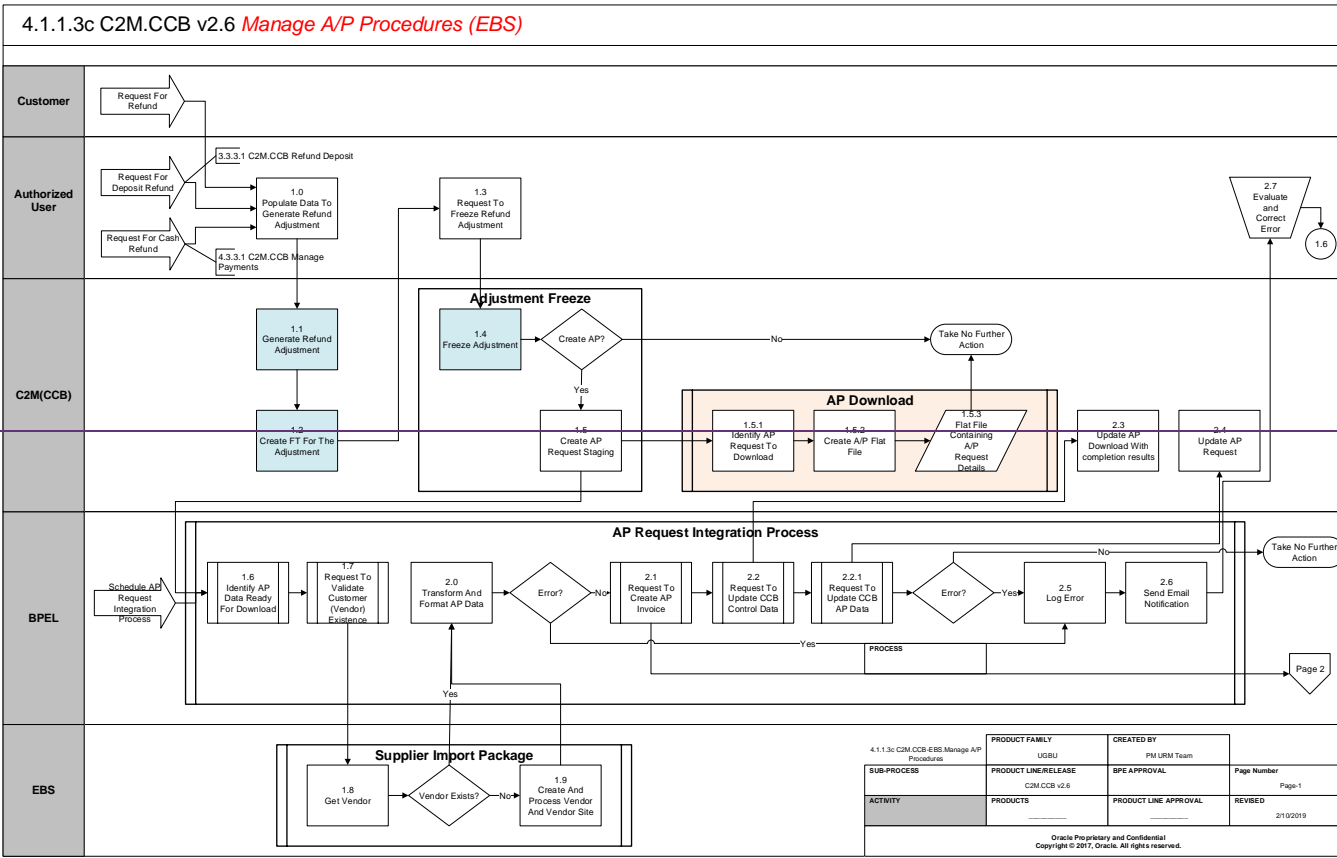 4.1.1.3c C2M.CCB v2.6 Manage A/P Procedures (EBS)
Customer
Request For
Refund
Authorized
User
3.3.3.1 C2M.CCB Refund Deposit
Request For
Deposit Refund
Request For Cash
Refund
4.3.3.1 C2M.CCB Manage
Payments
1.0
Populate Data To
Generate Refund
Adjustment
1.3
Request To
Freeze Refund
Adjustment
2.7
Evaluate
and
Correct
Error
1.6
C2M(CCB)
1.1
Generate Refund
Adjustment
1.2
Create FT For The
Adjustment
Adjustment Freeze
1.4
Freeze Adjustment
Create AP?
No
Yes
Take No Further
Action
1.5
Create AP
Request Staging
AP Download
1.5.1
Identify AP
Request To
Download
1.5.2
Create A/P Flat
File
1.5.3
Flat File
Containing
A/P
Request
Details
2.3
Update AP
Download With
completion results
2.4
Update AP
Request
BPEL
AP Request Integration Process
Schedule AP
Request
Integration
Process
1.6
Identify AP
Data Ready
For Download
1.7
Request To
Validate
Customer
(Vendor)
Existence
2.0
Transform And
Format AP Data
Error?
No
Yes
2.1
Request To
Create AP
Invoice
2.2
Request To
Update CCB
Control Data
2.2.1
Request To
Update CCB
AP Data
Error?
No
Yes
2.5
Log Error
2.6
Send Email
Notification
Take No Further
Action
PROCESS
Page 2
Yes
EBS
Supplier Import Package
1.8
Get Vendor
Vendor Exists?
No
1.9
Create And
Process Vendor
And Vendor Site
4.1.1.3c C2M.CCB-EBS.Manage A/P
Procedures
PRODUCT FAMILY
UGBU
CREATED BY
PM URM Team
SUB-PROCESS
PRODUCT LINE/RELEASE
C2M.CCB v2.6
BPE APPROVAL
Page Number
Page-1
ACTIVITY
PRODUCTS
PRODUCT LINE APPROVAL
REVISED
2/10/2019
Oracle Proprietary and Confidential
Copyright © 2017, Oracle. All rights reserved.